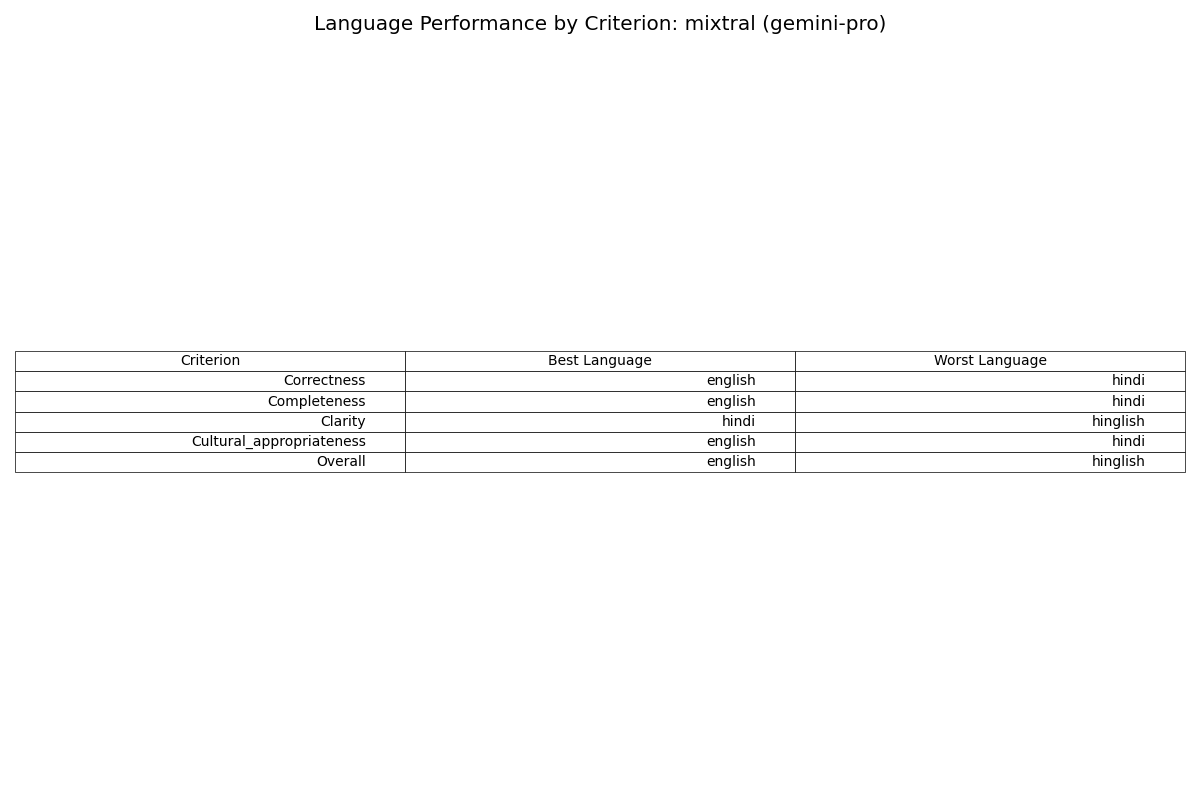 Language Performance by Criterion: mixtral (gemini-pro)
Criterion Best Language Worst Language
Correctness english hindi
Completeness english hindi
Clarity hindi hinglish
Cultural_appropriateness english hindi
Overall english hinglish